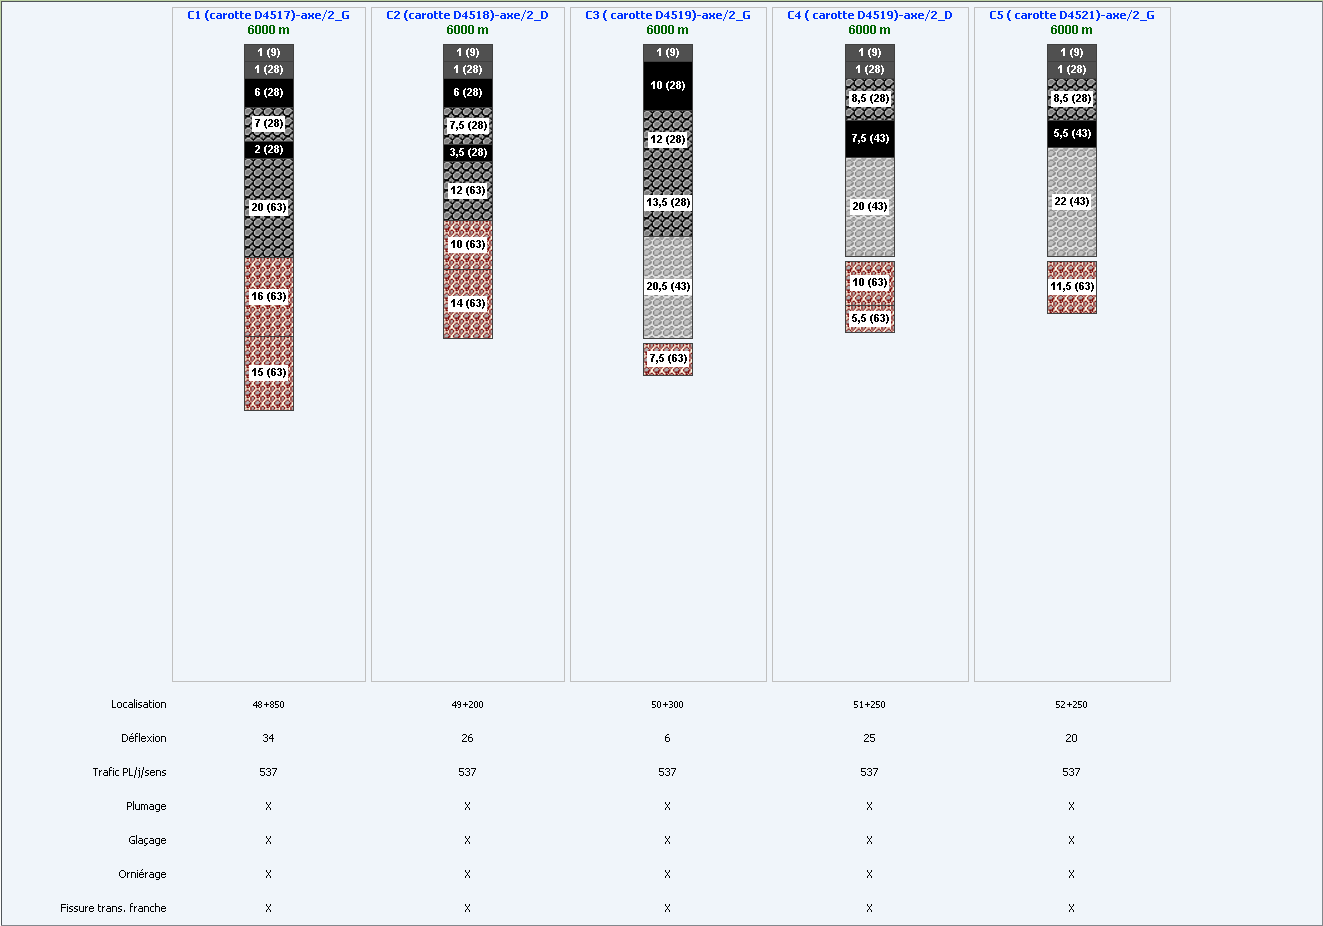 C1 (carotte D4517)-axe/2_G
6000 m
1 (9)
1 (28)
6 (28)
7 (28)
2 (28)
20 (63)
16 (63)
15 (63)
C2 (carotte D4518)-axe/2_D
6000 m
1 (9)
1 (28)
6 (28)
7,5 (28)
3,5 (28)
12 (63)
10 (63)
14 (63)
C3 ( carotte D4519)-axe/2_G
6000 m
1 (9)
10 (28)
12 (28)
13,5 (28)
20,5 (43)
7,5 (63)
C4 ( carotte D4519)-axe/2_D
6000 m
1 (9)
1 (28)
8,5 (28)
7,5 (43)
20 (43)
10 (63)
5,5 (63)
C5 ( carotte D4521)-axe/2_G
6000 m
1 (9)
1 (28)
8,5 (28)
5,5 (43)
22 (43)
11,5 (63)
Localisation 48+850 49+200 50+300 51+250 52+250
Déflexion 34 26 6 25 20
Trafic PL/j/sens 537 537 537 537 537
Plumage X X X X X
Glaçage X X X X X
Orniérage X X X X X
Fissure trans. franche X X X X X